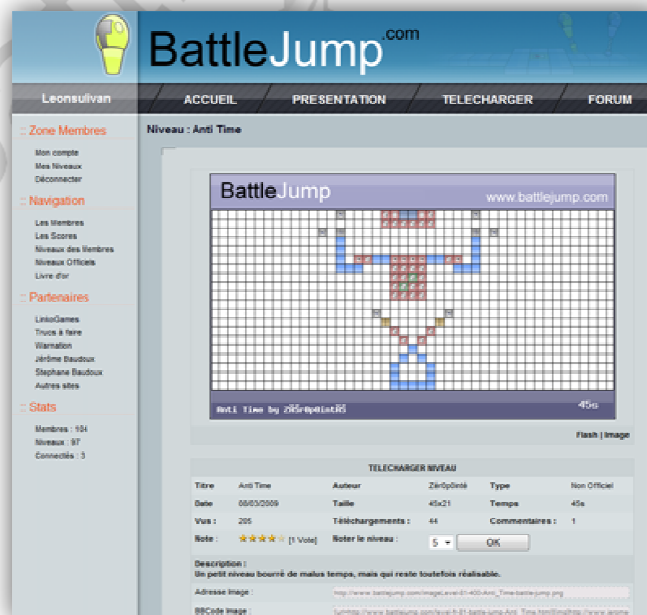 BattleJump.com
Leonsulivan
ACCUEIL PRESENTATION TELECHARGER FORUM
:: Zone Membres
Mon compte
Mes Niveaux
Déconnecter
:: Navigation
Les Membres
Les Scores
Niveaux des Membres
Niveaux Officiels
Livre d'or
:: Partenaires
LinkoGames
Trucs à faire
Warnation
Jérôme Baudoux
Stephane Baudoux
Autres sites
:: Stats
Membres : 104
Niveaux : 97
Connectés : 3
Niveau : Anti Time
BattleJump www.battlejump.com
Anti Time by 45s
Flash | Image
TELECHARGER NIVEAU
Titre Anti Time Auteur Zér0p0inté Type Non Officiel
Date 08/03/2009 Taille 45x21 Temps 45s
Vus : 205 Téléchargements : 44 Commentaires : 1
Note : [1 Vote] Noter le niveau : 5 OK
Description :
Un petit niveau bourré de malus temps, mais qui reste toutefois réalisable.
Adresse Image :
BBCode Image :